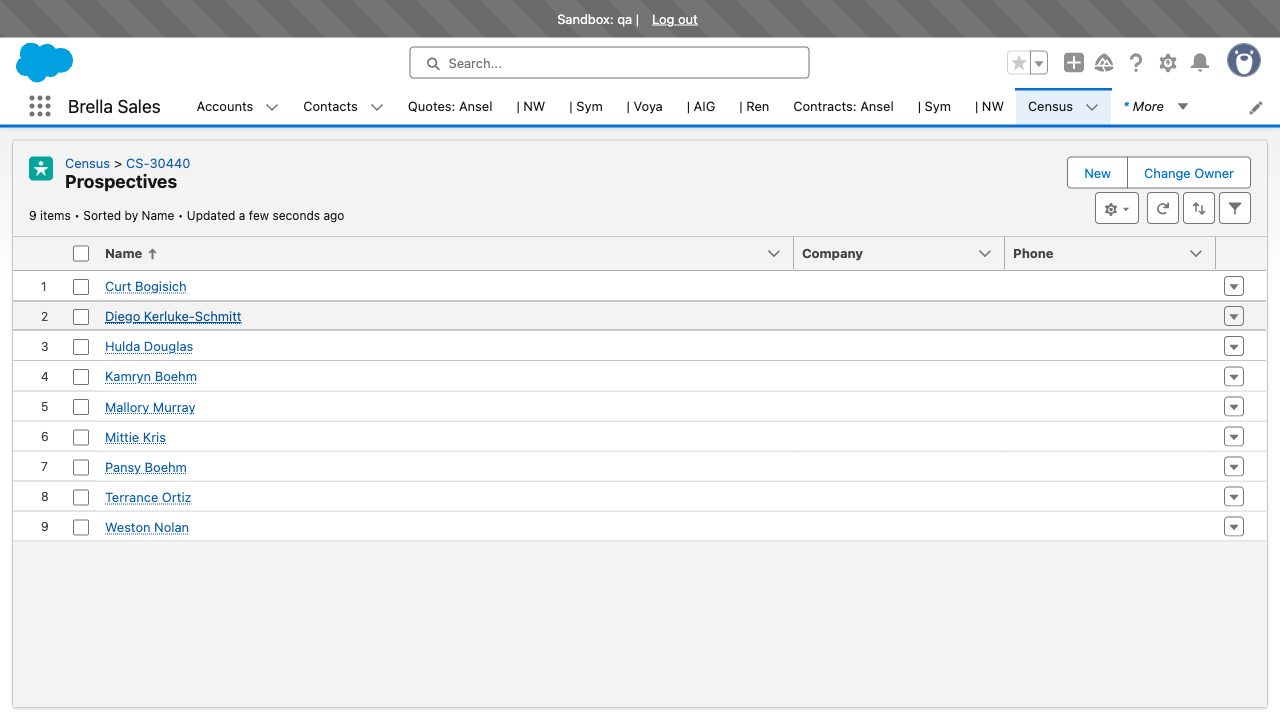 Sandbox: qa | Log out
Search...
Brella Sales Accounts Contacts Quotes: Ansel | NW | Sym | Voya | AIG | Ren Contracts: Ansel | Sym | NW Census * More
Census > CS-30440
Prospectives
New Change Owner
9 items • Sorted by Name • Updated a few seconds ago
Name Company Phone
1 Curt Bogisich
2 Diego Kerluke-Schmitt
3 Hulda Douglas
4 Kamryn Boehm
5 Mallory Murray
6 Mittie Kris
7 Pansy Boehm
8 Terrance Ortiz
9 Weston Nolan